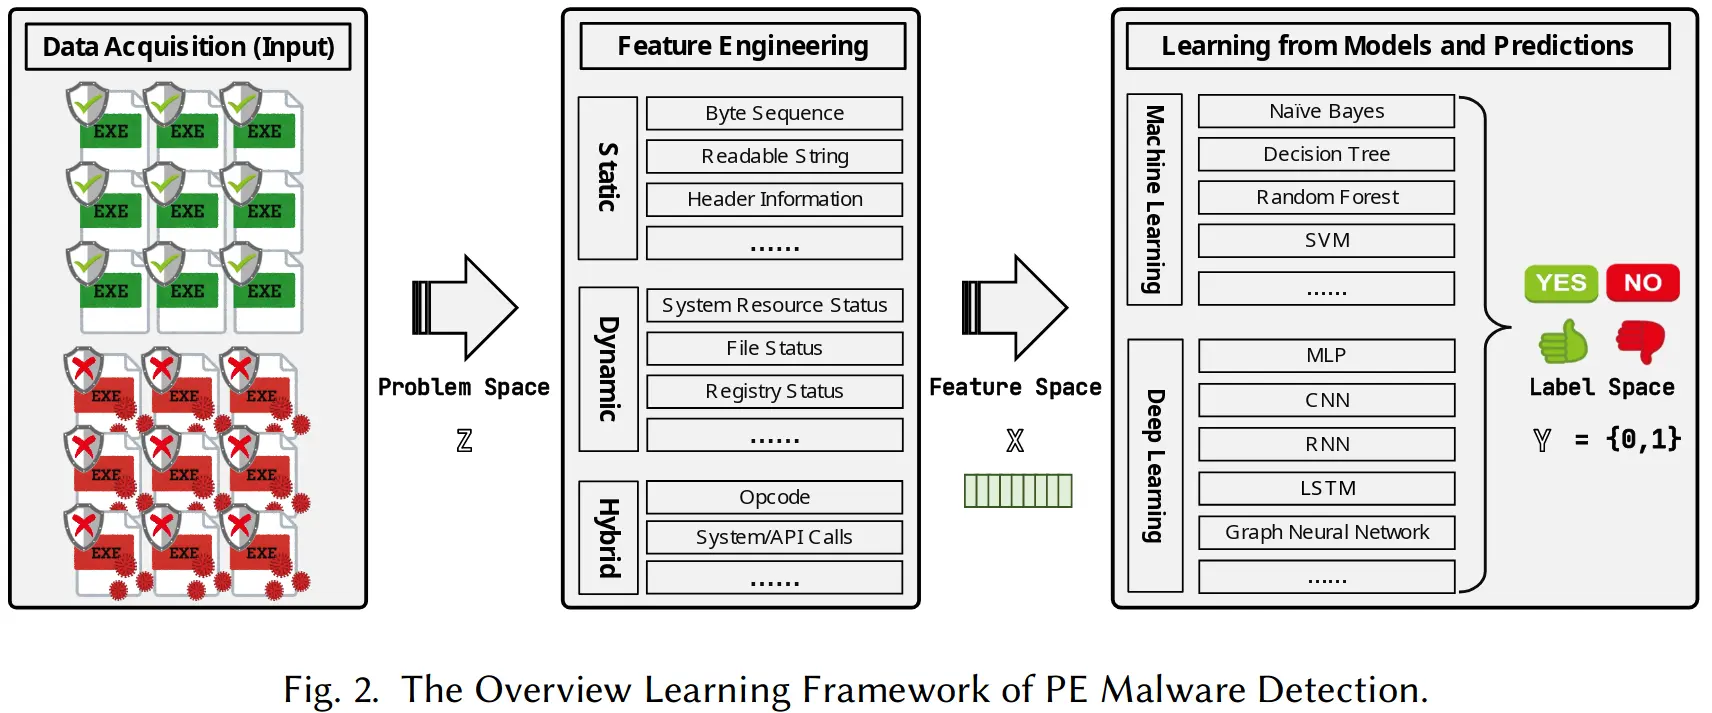 Data Acquisition (Input)
EXE EXE EXE
EXE EXE EXE
EXE EXE EXE
EXE EXE EXE
EXE EXE EXE
EXE EXE EXE
Problem Space
ℤ
Feature Engineering
Static
Byte Sequence
Readable String
Header Information
......
Dynamic
System Resource Status
File Status
Registry Status
......
Hybrid
Opcode
System/API Calls
......
Feature Space
𝕏
Learning from Models and Predictions
Machine Learning
Naïve Bayes
Decision Tree
Random Forest
SVM
......
Deep Learning
MLP
CNN
RNN
LSTM
Graph Neural Network
......
YES NO
Label Space
𝕐 = {0,1}
Fig. 2. The Overview Learning Framework of PE Malware Detection.